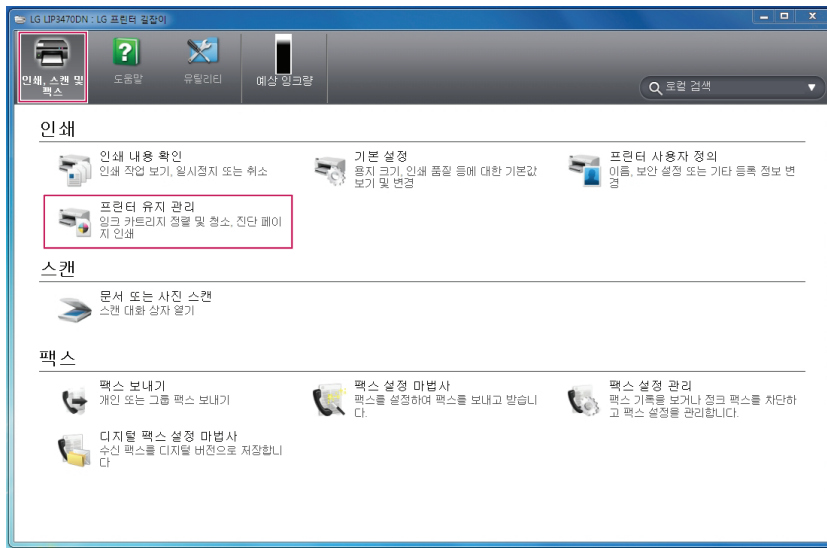 LG LIP3470DN : LG 프린터 길잡이
인쇄, 스캔 및
팩스
도움말
유틸리티
예상 잉크량
로컬 검색
인쇄
인쇄 내용 확인
인쇄 작업 보기, 일시정지 또는 취소
기본 설정
용지 크기, 인쇄 품질 등에 대한 기본값
보기 및 변경
프린터 사용자 정의
이름, 보안 설정 또는 기타 등록 정보 변
경
프린터 유지 관리
잉크 카트리지 정렬 및 청소, 진단 페이
지 인쇄
스캔
문서 또는 사진 스캔
스캔 대화 상자 열기
팩스
팩스 보내기
개인 또는 그룹 팩스 보내기
팩스 설정 마법사
팩스를 설정하여 팩스를 보내고 받습니
다.
팩스 설정 관리
팩스 기록을 보거나 정크 팩스를 차단하
고 팩스 설정을 관리합니다.
디지털 팩스 설정 마법사
수신 팩스를 디지털 버전으로 저장합니
다